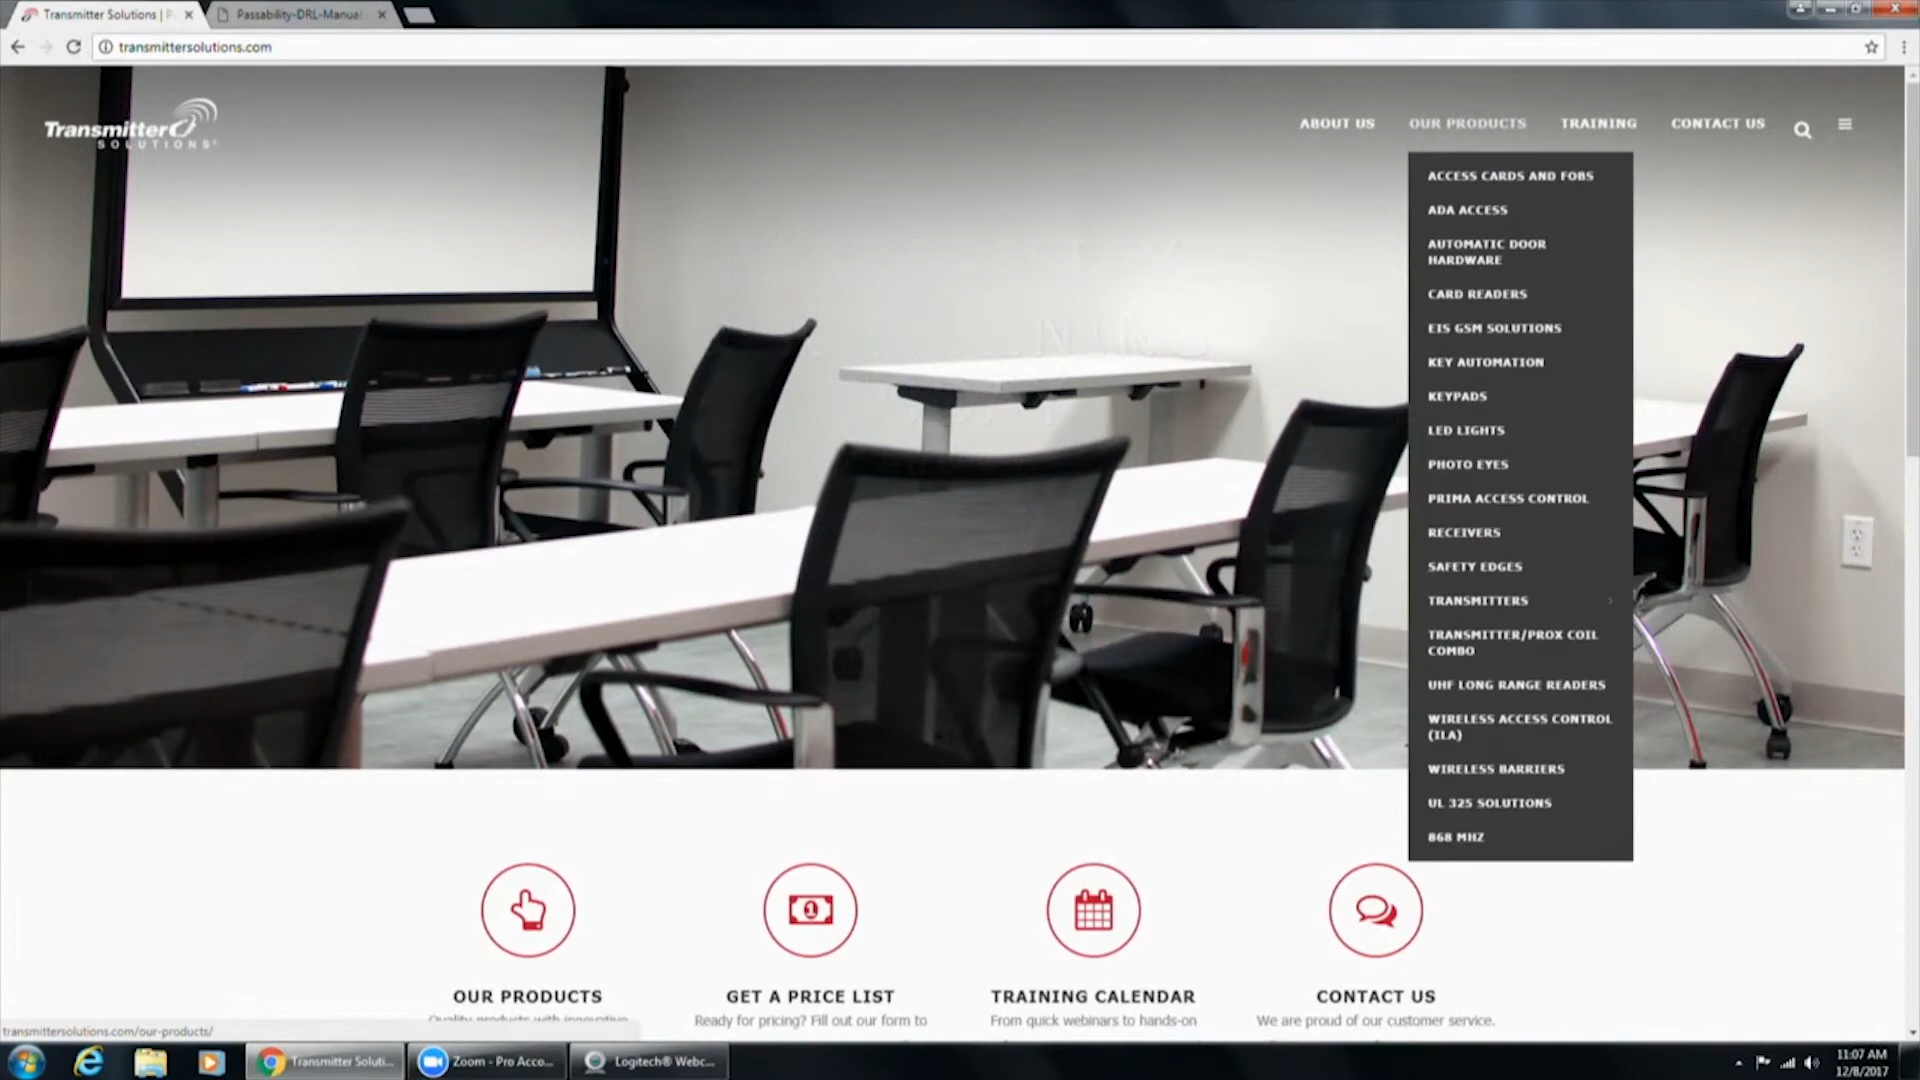 Transmitter Solutions | P
Passability-DRL-Manual
transmittersolutions.com
Transmitter
SOLUTIONS
ABOUT US
OUR PRODUCTS
TRAINING
CONTACT US
ACCESS CARDS AND FOBS
ADA ACCESS
AUTOMATIC DOOR
HARDWARE
CARD READERS
EIS GSM SOLUTIONS
KEY AUTOMATION
KEYPADS
LED LIGHTS
PHOTO EYES
PRIMA ACCESS CONTROL
RECEIVERS
SAFETY EDGES
TRANSMITTERS
TRANSMITTER/PROX COIL
COMBO
UHF LONG RANGE READERS
WIRELESS ACCESS CONTROL
(ILA)
WIRELESS BARRIERS
UL 325 SOLUTIONS
868 MHZ
OUR PRODUCTS
Quality products with innovative
GET A PRICE LIST
Ready for pricing? Fill out our form to
TRAINING CALENDAR
From quick webinars to hands-on
CONTACT US
We are proud of our customer service.
transmittersolutions.com/our-products/
Transmitter Soluti...
Zoom - Pro Acco...
Logitech® Webc...
11:07 AM
12/8/2017